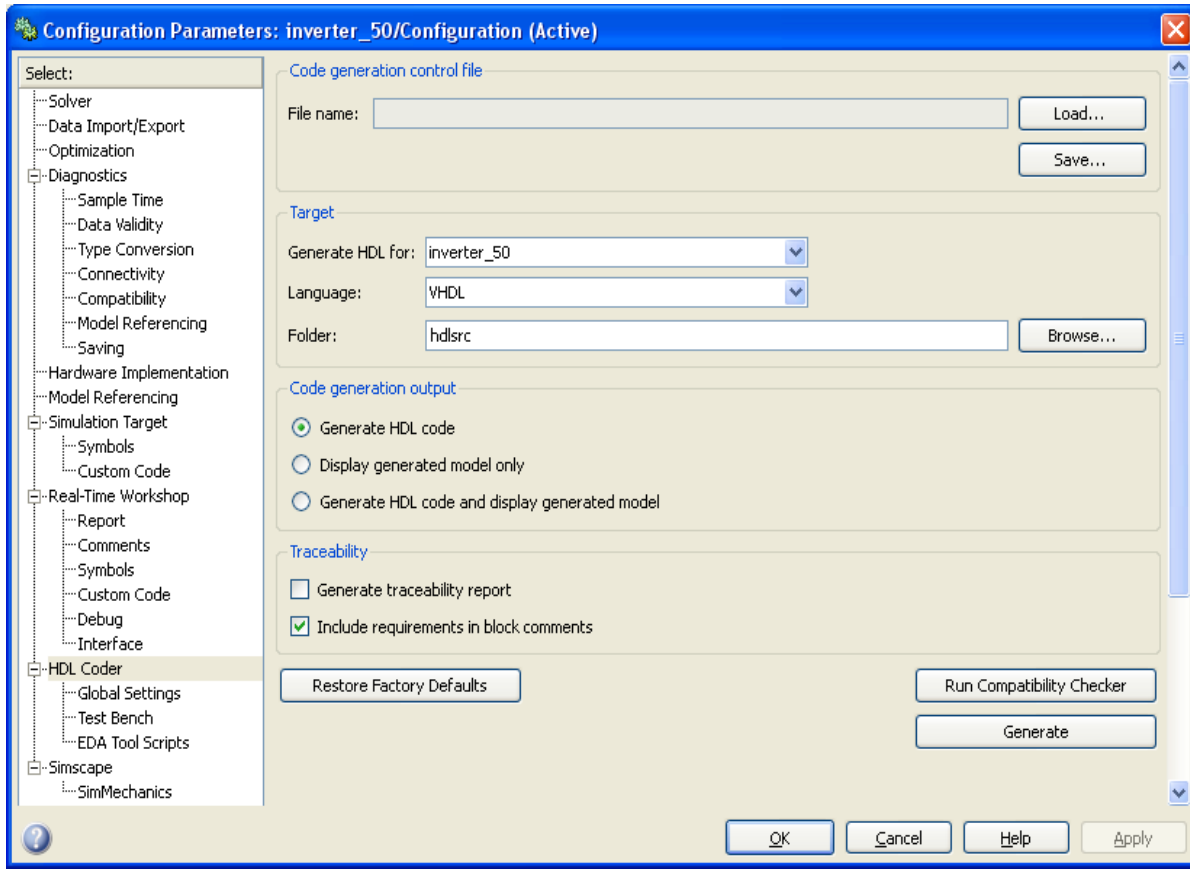 Configuration Parameters: inverter_50/Configuration (Active)
Select:
Solver
Data Import/Export
Optimization
Diagnostics
Sample Time
Data Validity
Type Conversion
Connectivity
Compatibility
Model Referencing
Saving
Hardware Implementation
Model Referencing
Simulation Target
Symbols
Custom Code
Real-Time Workshop
Report
Comments
Symbols
Custom Code
Debug
Interface
HDL Coder
Global Settings
Test Bench
EDA Tool Scripts
Simscape
SimMechanics
Code generation control file
File name:
Load...
Save...
Target
Generate HDL for: inverter_50
Language: VHDL
Folder: hdlsrc
Browse...
Code generation output
Generate HDL code
Display generated model only
Generate HDL code and display generated model
Traceability
Generate traceability report
Include requirements in block comments
Restore Factory Defaults
Run Compatibility Checker
Generate
?
OK
Cancel
Help
Apply